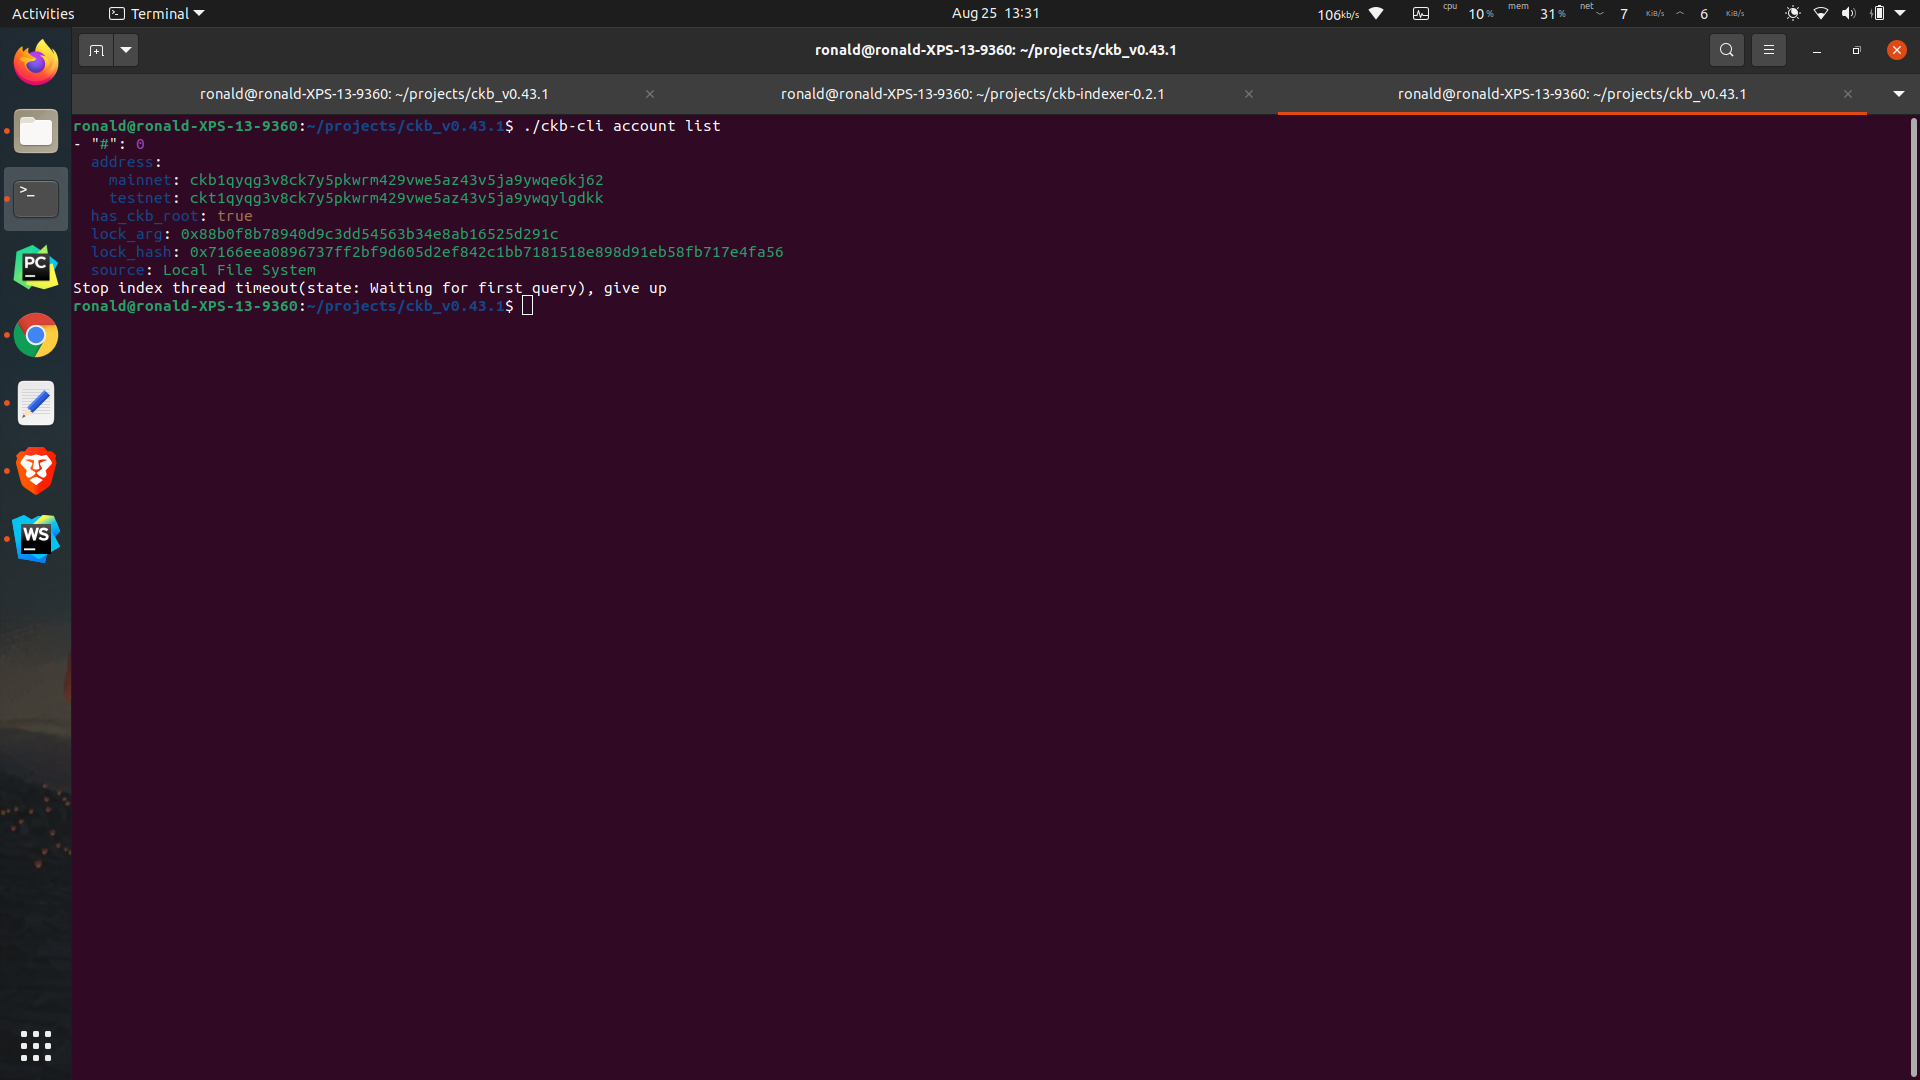 Activities
Terminal
Aug 25 13:31
106kb/s
cpu 10%
mem 31%
net 7 KiB/s 6 KiB/s
ronald@ronald-XPS-13-9360: ~/projects/ckb_v0.43.1
ronald@ronald-XPS-13-9360: ~/projects/ckb_v0.43.1
ronald@ronald-XPS-13-9360: ~/projects/ckb-indexer-0.2.1
ronald@ronald-XPS-13-9360: ~/projects/ckb_v0.43.1
ronald@ronald-XPS-13-9360:~/projects/ckb_v0.43.1$ ./ckb-cli account list
- "#": 0
address:
mainnet: ckb1qyqg3v8ck7y5pkwrm429vwe5az43v5ja9ywqe6kj62
testnet: ckt1qyqg3v8ck7y5pkwrm429vwe5az43v5ja9ywqylgdkk
has_ckb_root: true
lock_arg: 0x88b0f8b78940d9c3dd54563b34e8ab16525d291c
lock_hash: 0x7166eea0896737ff2bf9d605d2ef842c1bb7181518e898d91eb58fb717e4fa56
source: Local File System
Stop index thread timeout(state: Waiting for first query), give up
ronald@ronald-XPS-13-9360:~/projects/ckb_v0.43.1$
>_
PC
WS